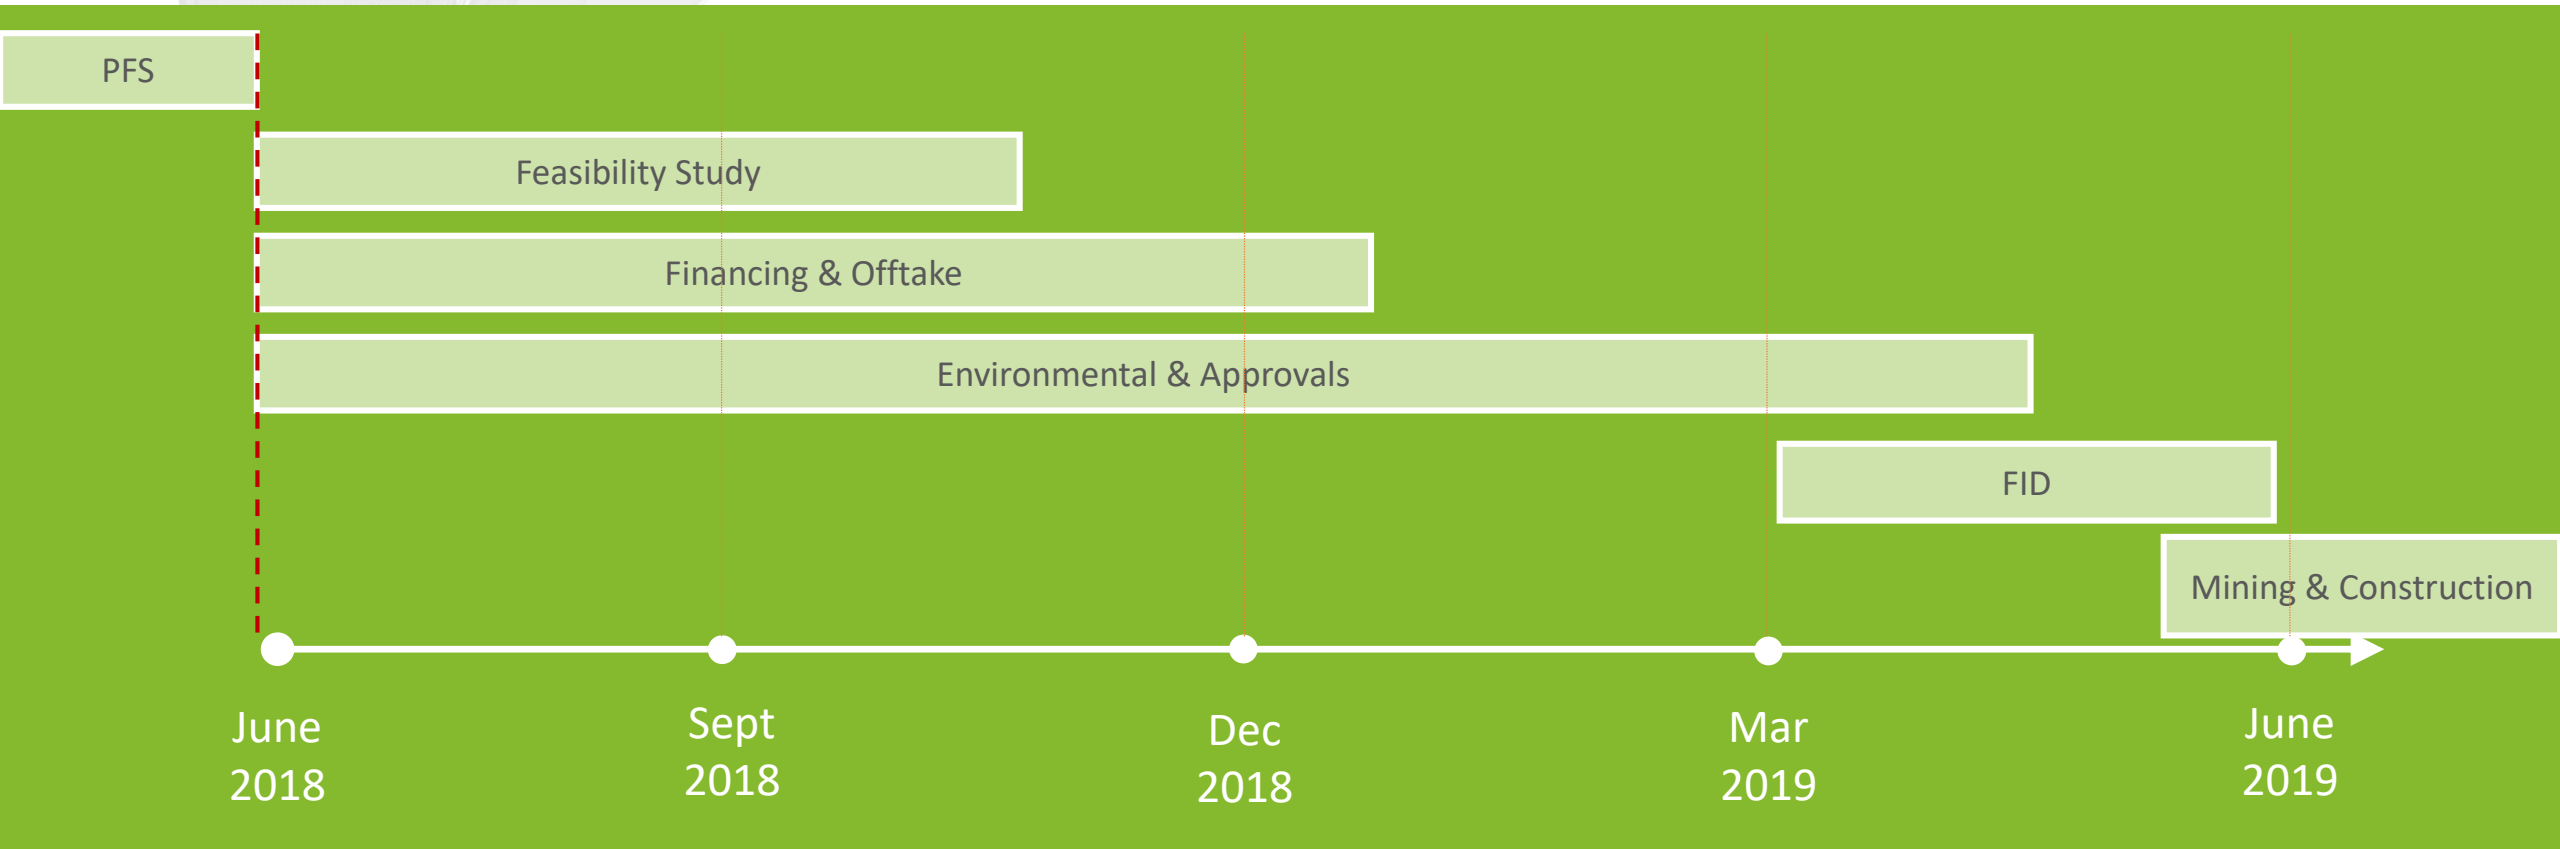 PFS
Feasibility Study
Financing & Offtake
Environmental & Approvals
FID
Mining & Construction
June
2018
Sept
2018
Dec
2018
Mar
2019
June
2019